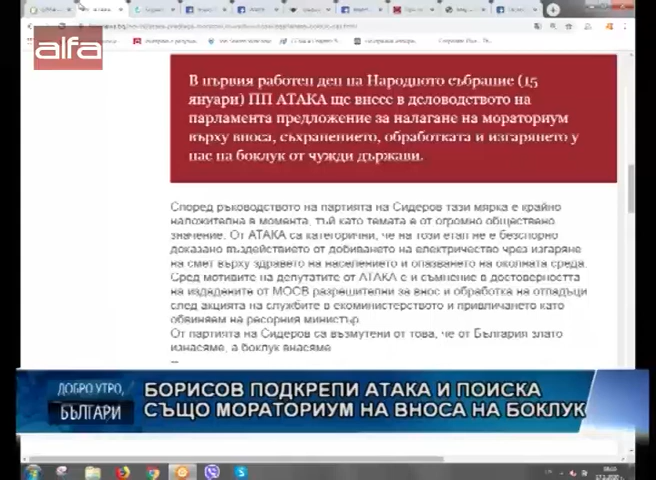 alfa
В първия работен ден на Народното събрание (15
януари) ПП АТАКА ще внесе в деловодството на
парламента предложение за налагане на мораториум
върху вноса, съхранението, обработката и изгарянето у
нас на боклук от чужди държави.
Според ръководството на партията на Сидеров тази мярка е крайно
наложителна в момента, тъй като темата е от огромно обществено
значение. От АТАКА са категорични, че на този етап не е безспорно
доказано въздействието от добиването на електричество чрез изгаряне
на смет върху здравето на населението и опазването на околната среда.
Сред мотивите на депутатите от АТАКА е и съмнение в достоверността
на издадените от МОСВ разрешителни за внос и обработка на отпадъци
след акцията на службите в екоминистерството и привличането като
обвиняем на ресорния министър.
От партията на Сидеров са възмутени от това, че от България злато
изнасяме, а боклук внасяме
ДОБРО УТРО,
БЪЛГАРИ
БОРИСОВ ПОДКРЕПИ АТАКА И ПОИСКА
СЪЩО МОРАТОРИУМ НА ВНОСА НА БОКЛУК